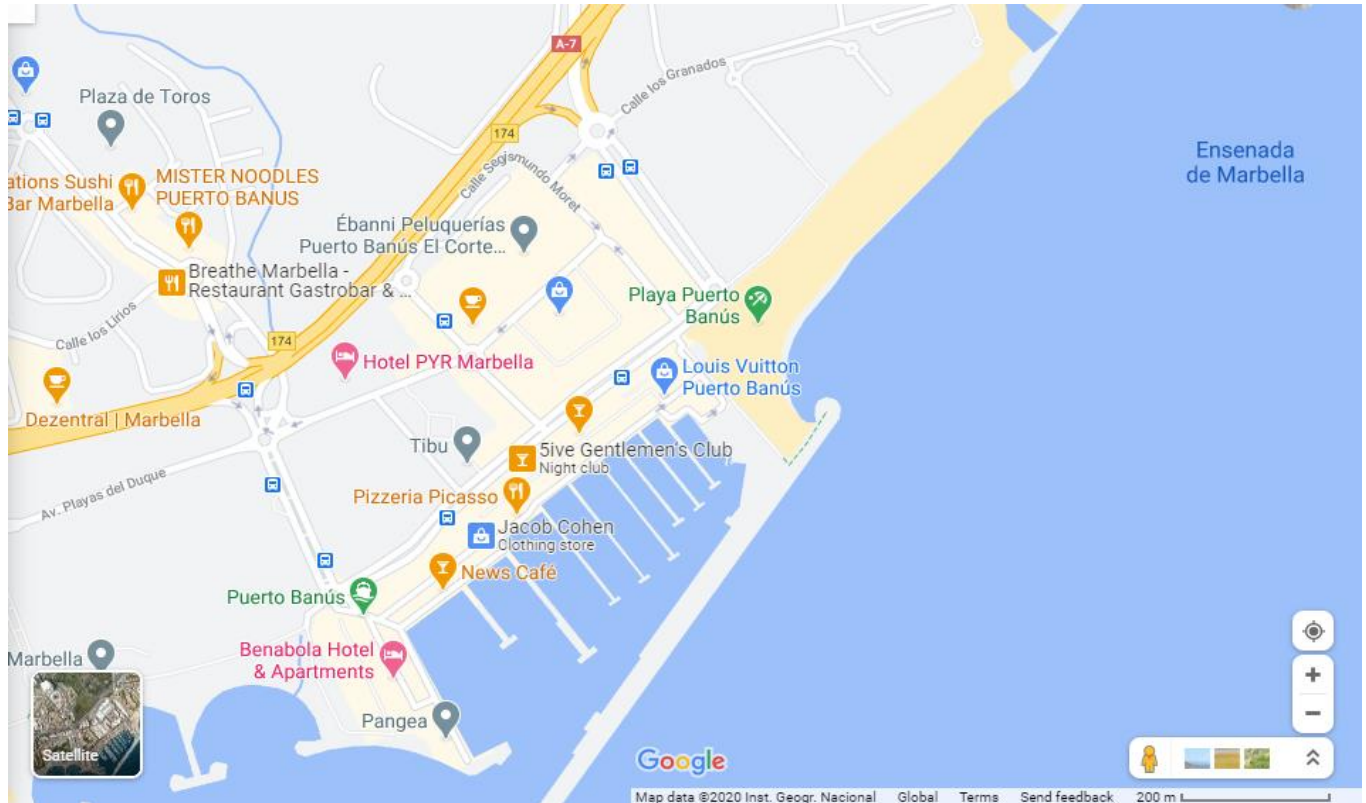 A-7
Calle los Granados
Plaza de Toros
174
Ensenada
de Marbella
Calle Segismundo Moret
ations Sushi
Bar Marbella
MISTER NOODLES
PUERTO BANUS
Ébanni Peluquerías
Puerto Banús El Corte...
Breathe Marbella -
Restaurant Gastrobar & ...
Playa Puerto
Banús
Calle los Lirios
174
Hotel PYR Marbella
Louis Vuitton
Puerto Banús
Dezentral | Marbella
Tibu
5ive Gentlemen's Club
Night club
Av. Playas del Duque
Pizzeria Picasso
Jacob Cohen
Clothing store
News Café
Puerto Banús
Benabola Hotel
& Apartments
Marbella
Pangea
Satellite
Google
Map data ©2020 Inst. Geogr. Nacional Global Terms Send feedback 200 m